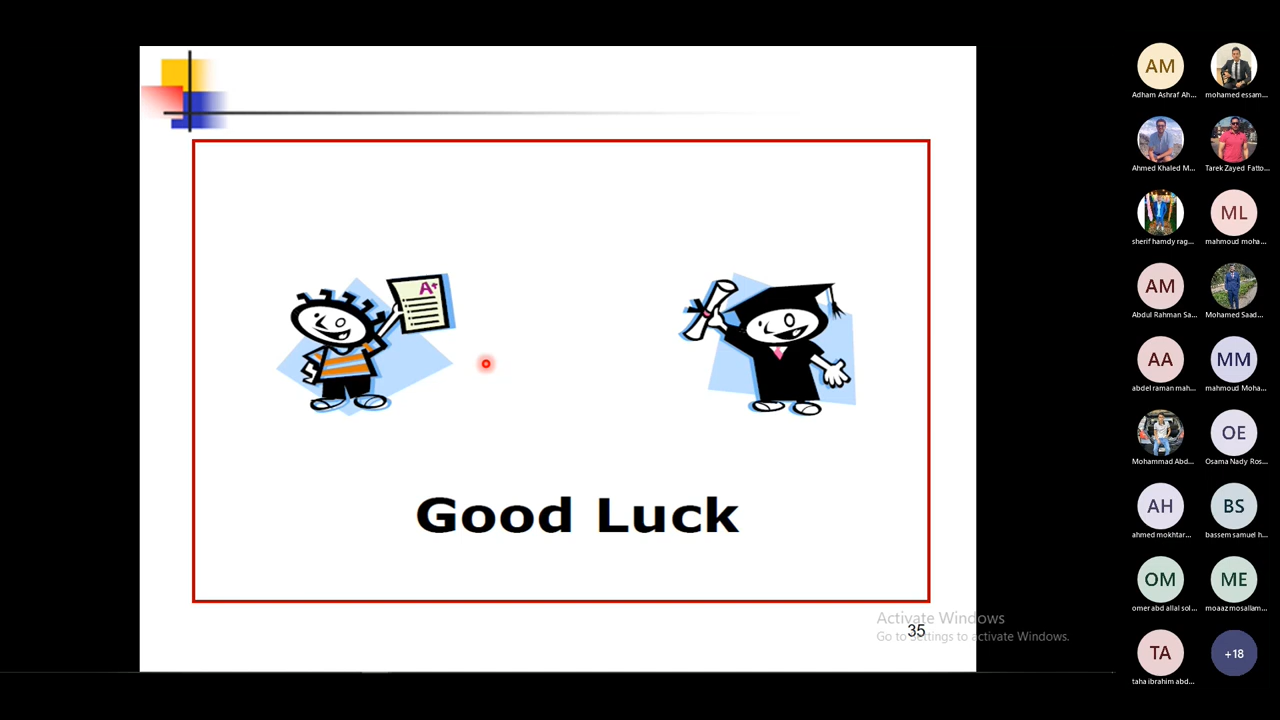 A+
Good Luck
35
Activate Windows
Go to Settings to activate Windows.
AM
Adham Ashraf Ah...
mohamed essam...
Ahmed Khaled M...
Tarek Zayed Fatto...
sherif hamdy rag...
ML
mahmoud moha...
AM
Abdul Rahman Sa...
Mohamed Saad...
AA
abdel raman mah...
MM
mahmoud Moha...
Mohammad Abd...
OE
Osama Nady Ros...
AH
ahmed mokhtar...
BS
bassem samuel h...
OM
omer abd allal sol...
ME
moaaz mosallam...
TA
taha ibrahim abd...
+18